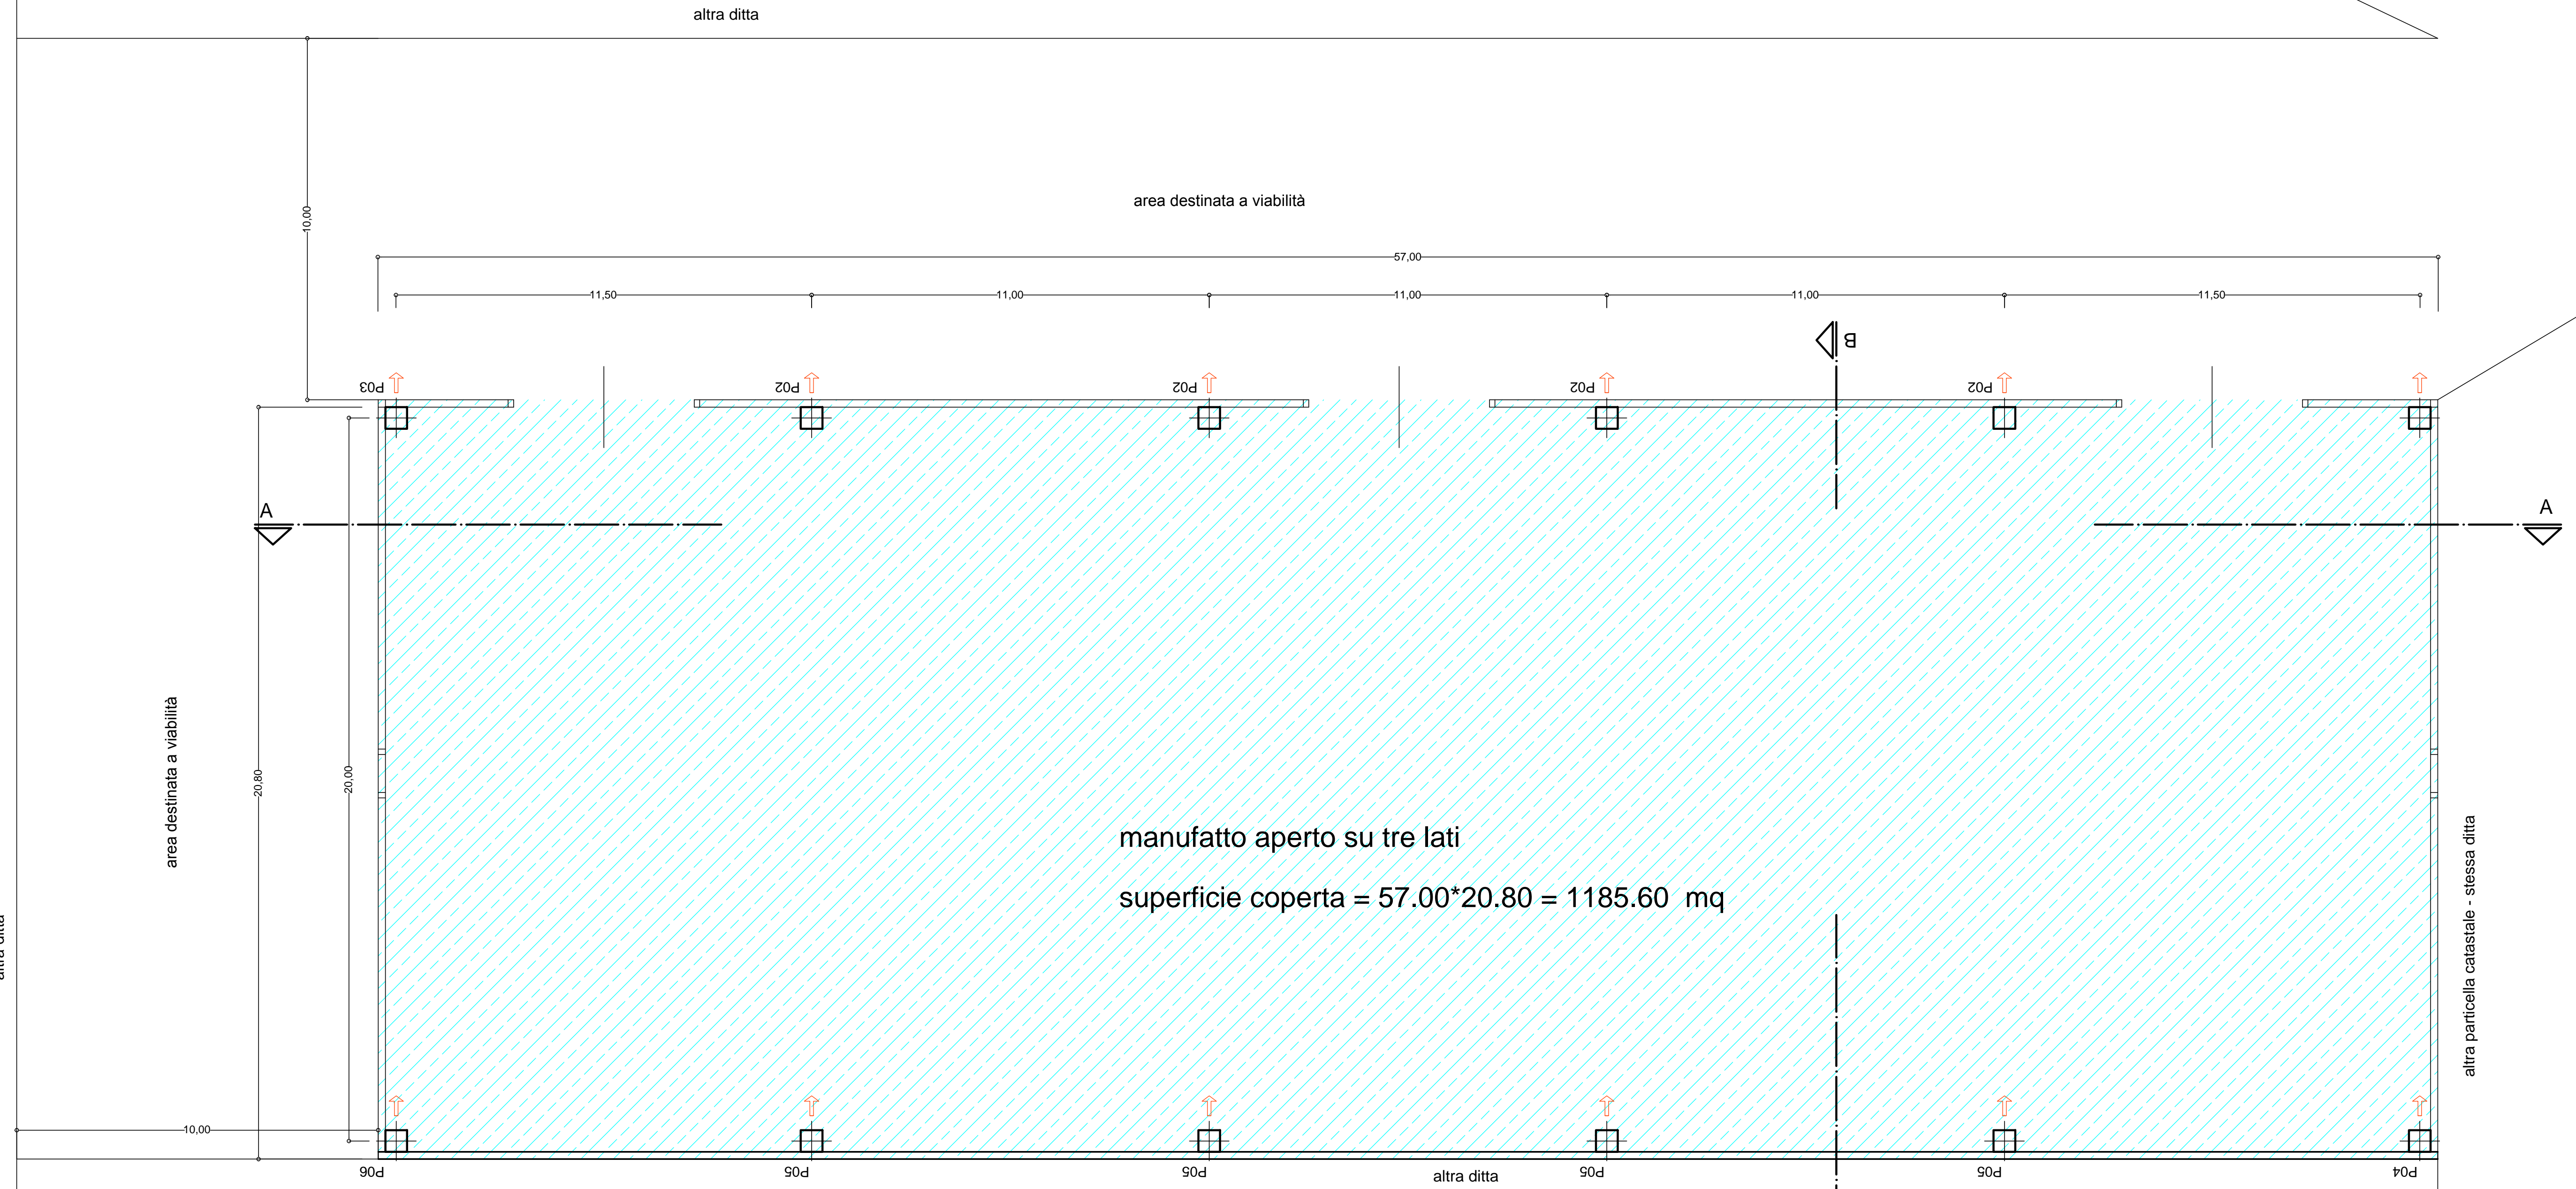 altra ditta
area destinata a viabilità
10,00
57,00
11,50
11,00
11,00
11,00
11,50
B
P03
P02
P02
P02
P02
A
A
area destinata a viabilità
20,80
20,00
manufatto aperto su tre lati
superficie coperta = 57.00*20.80 = 1185.60 mq
altra particella catastale - stessa ditta
altra ditta
10,00
P06
P05
P05
P05
P05
P04
altra ditta